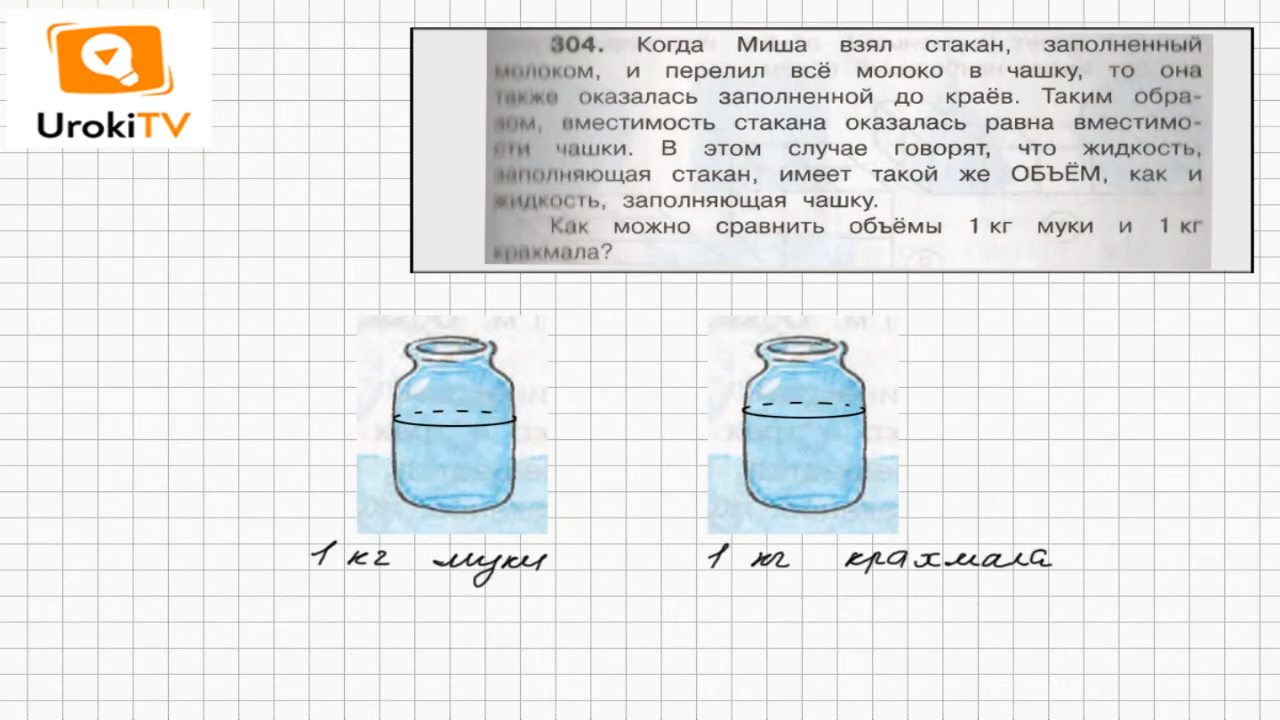 UrokiTV
304. Когда Миша взял стакан, заполненный
молоком, и перелил всё молоко в чашку, то она
также оказалась заполненной до краёв. Таким обра-
зом, вместимость стакана оказалась равна вместимо-
сти чашки. В этом случае говорят, что жидкость,
заполняющая стакан, имеет такой же ОБЪЁМ, как и
жидкость, заполняющая чашку.
Как можно сравнить объёмы 1 кг муки и 1 кг
крахмала?
1 кг муки
1 кг крахмала